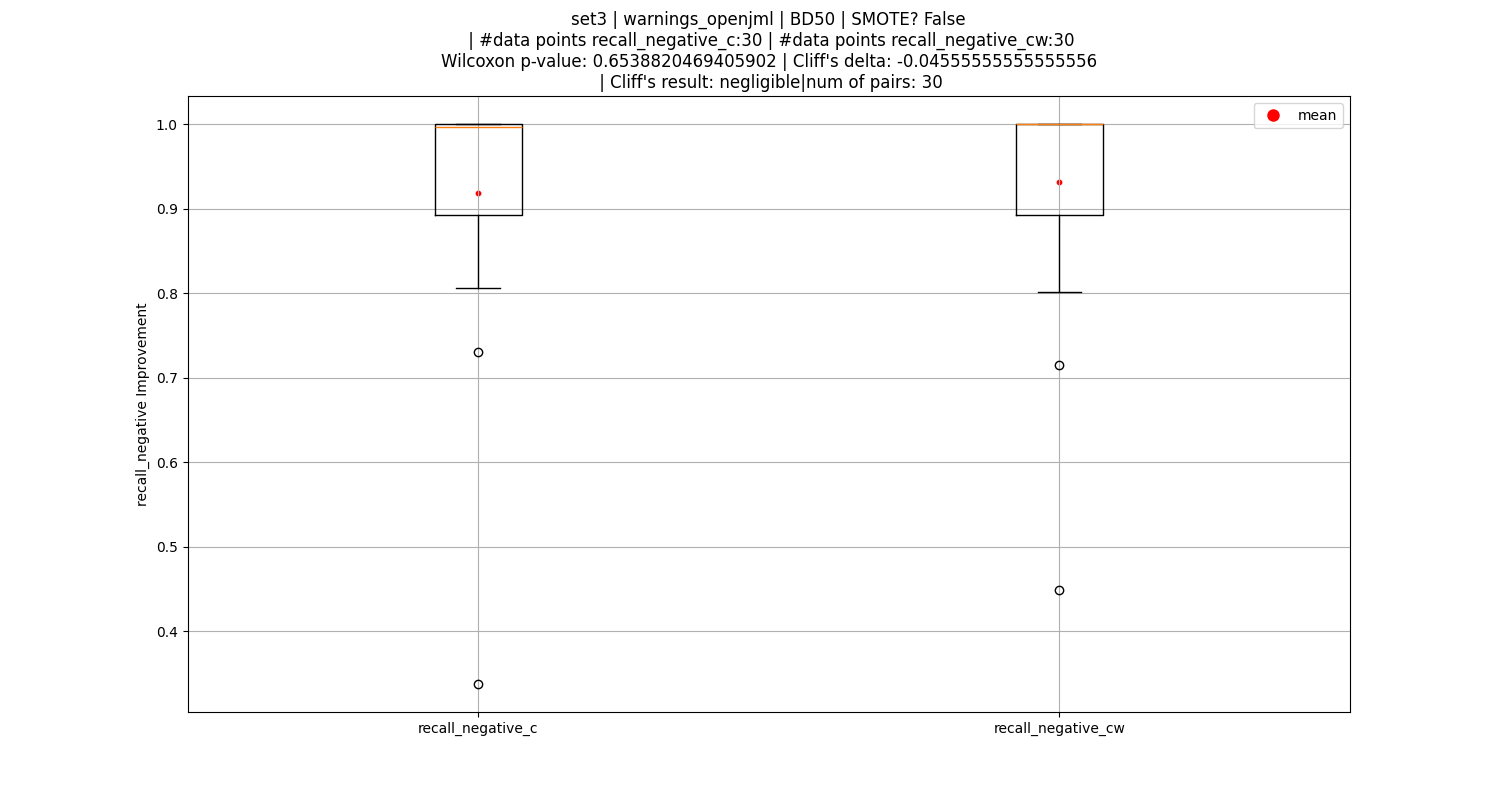 set3 | warnings_openjml | BD50 | SMOTE? False
| #data points recall_negative_c:30 | #data points recall_negative_cw:30
Wilcoxon p-value: 0.6538820469405902 | Cliff's delta: -0.04555555555555556
| Cliff's result: negligible|num of pairs: 30
mean
1.0
0.9
0.8
0.7
0.6
0.5
0.4
recall_negative Improvement
recall_negative_c
recall_negative_cw